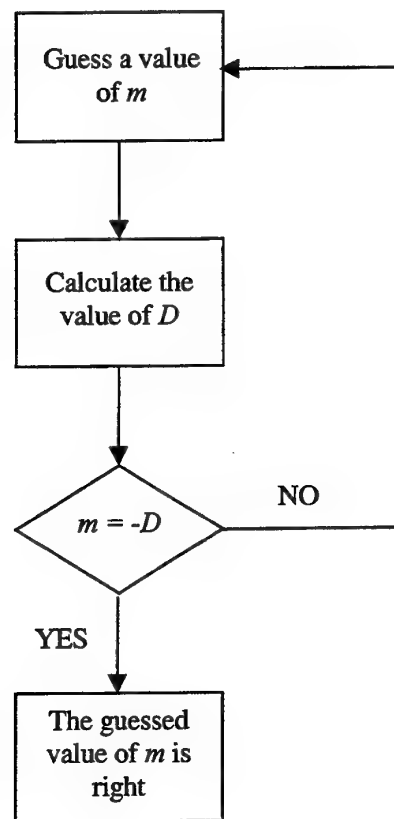 Guess a value
of m
Calculate the
value of D
m = -D
NO
YES
The guessed
value of m is
right